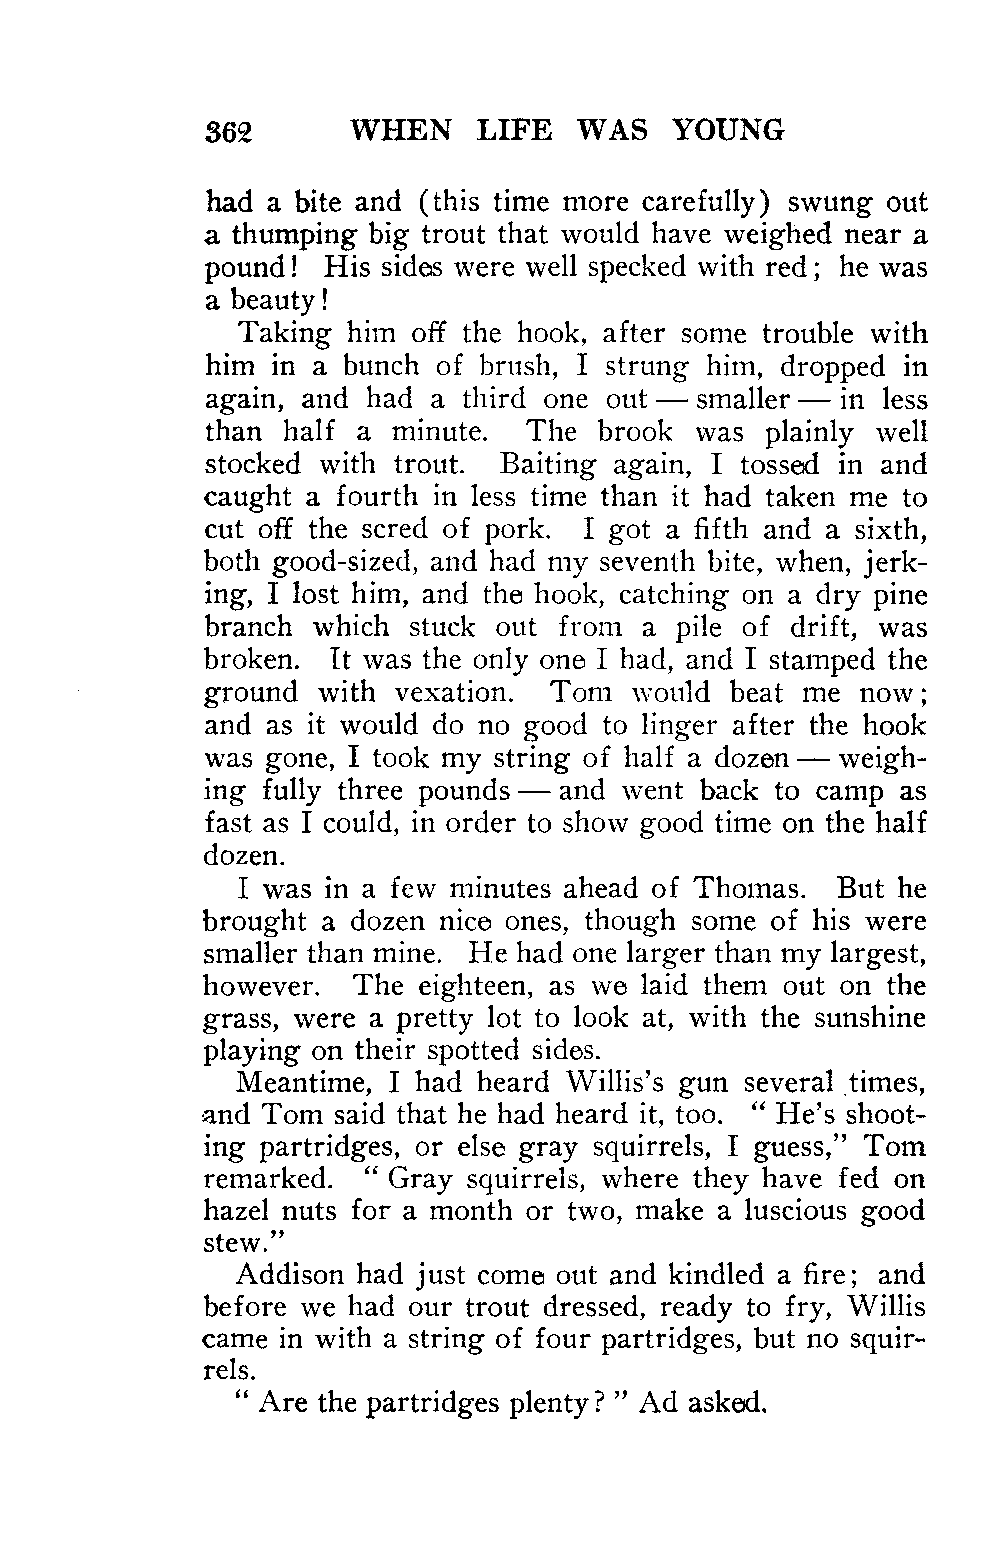 362 WHEN LIFE WAS YOUNG
had a bite and (this time more carefully) swung out
a thumping big trout that would have weighed near a
pound! His sides were well specked with red; he was
a beauty!
Taking him off the hook, after some trouble with
him in a bunch of brush, I strung him, dropped in
again, and had a third one out — smaller — in less
than half a minute. The brook was plainly well
stocked with trout. Baiting again, I tossed in and
caught a fourth in less time than it had taken me to
cut off the scred of pork. I got a fifth and a sixth,
both good-sized, and had my seventh bite, when, jerk-
ing, I lost him, and the hook, catching on a dry pine
branch which stuck out from a pile of drift, was
broken. It was the only one I had, and I stamped the
ground with vexation. Tom would beat me now;
and as it would do no good to linger after the hook
was gone, I took my string of half a dozen — weigh-
ing fully three pounds — and went back to camp as
fast as I could, in order to show good time on the half
dozen.
I was in a few minutes ahead of Thomas. But he
brought a dozen nice ones, though some of his were
smaller than mine. He had one larger than my largest,
however. The eighteen, as we laid them out on the
grass, were a pretty lot to look at, with the sunshine
playing on their spotted sides.
Meantime, I had heard Willis's gun several times,
and Tom said that he had heard it, too. " He's shoot-
ing partridges, or else gray squirrels, I guess," Tom
remarked. " Gray squirrels, where they have fed on
hazel nuts for a month or two, make a luscious good
stew."
Addison had just come out and kindled a fire; and
before we had our trout dressed, ready to fry, Willis
came in with a string of four partridges, but no squir-
rels.
" Are the partridges plenty? " Ad asked.